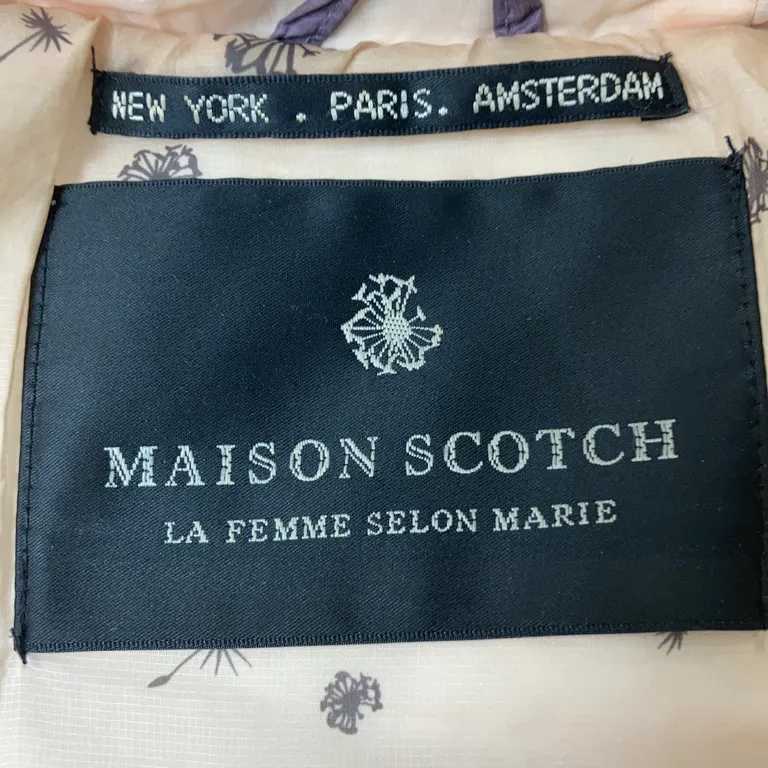 NEW YORK . PARIS. AMSTERDAM
MAISON SCOTCH
LA FEMME SELON MARIE